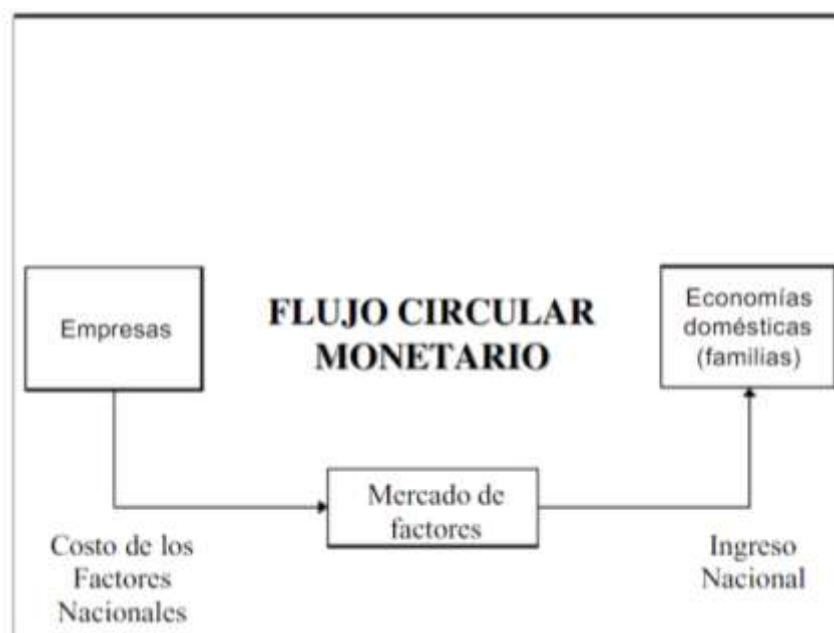 Empresas
FLUJO CIRCULAR
MONETARIO
Economías
domésticas
(familias)
Mercado de
factores
Costo de los
Factores
Nacionales
Ingreso
Nacional